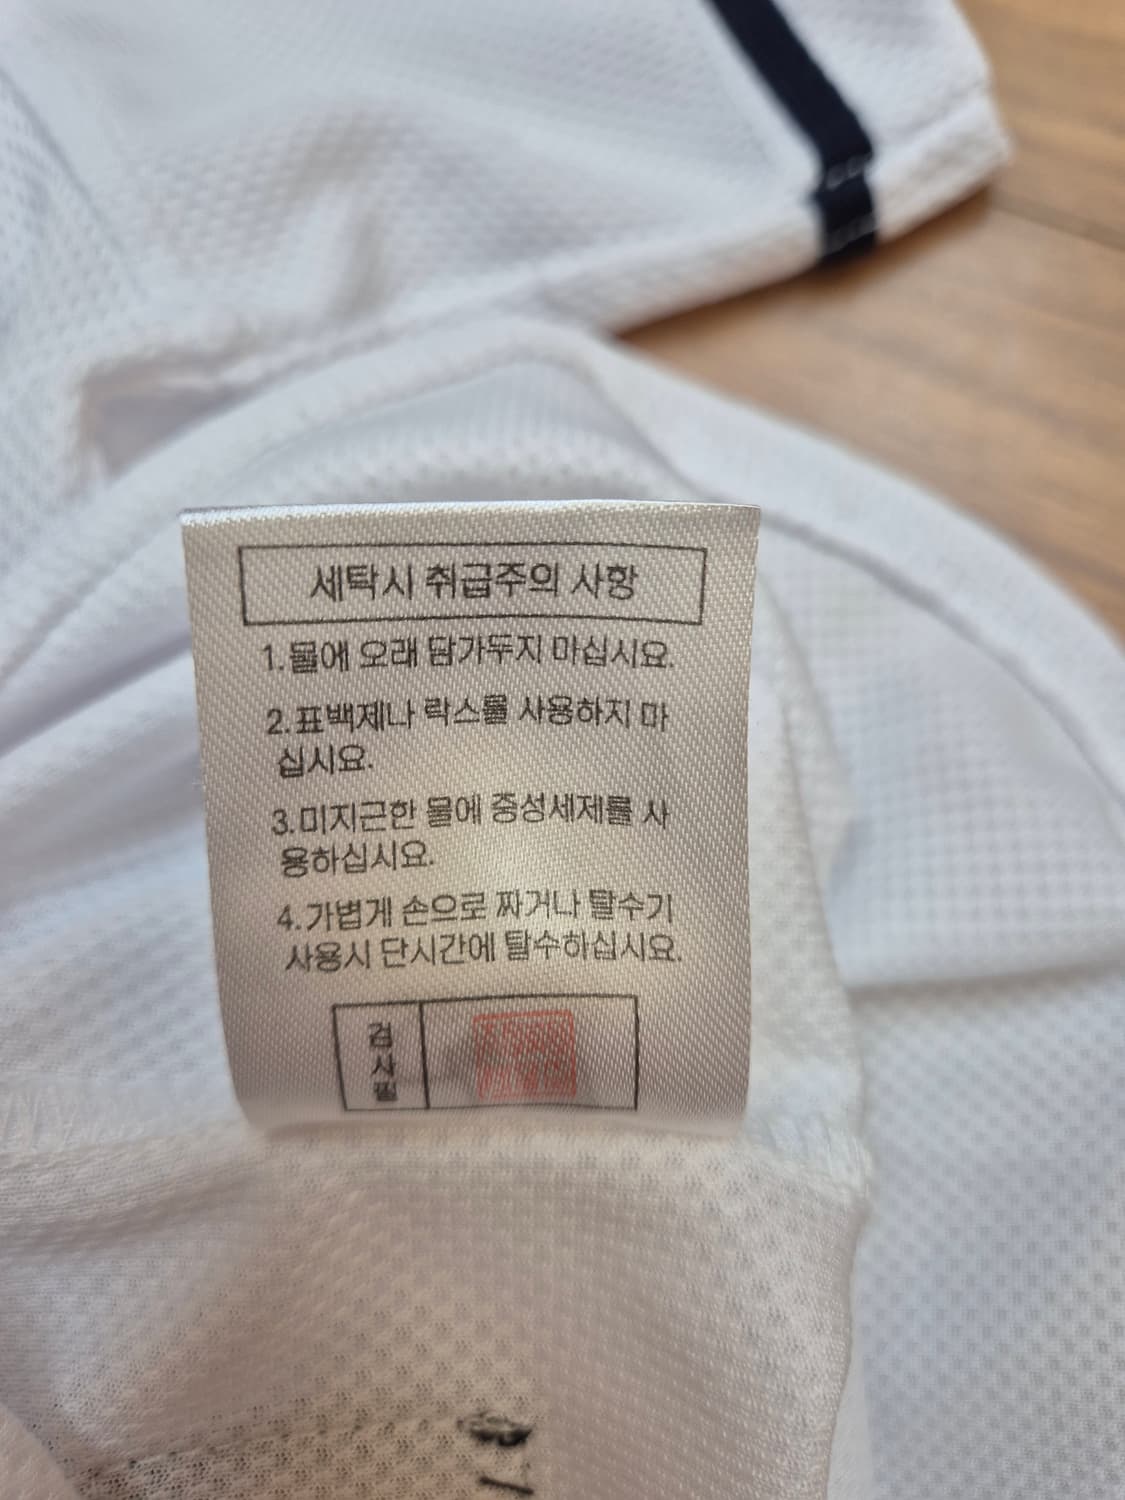 세탁시 취급주의 사항
1.물에 오래 담가두지 마십시요.
2.표백제나 락스를 사용하지 마
십시요.
3.미지근한 물에 중성세제를 사
용하십시요.
4.가볍게 손으로 짜거나 탈수기
사용시 단시간에 탈수하십시요.
검사필